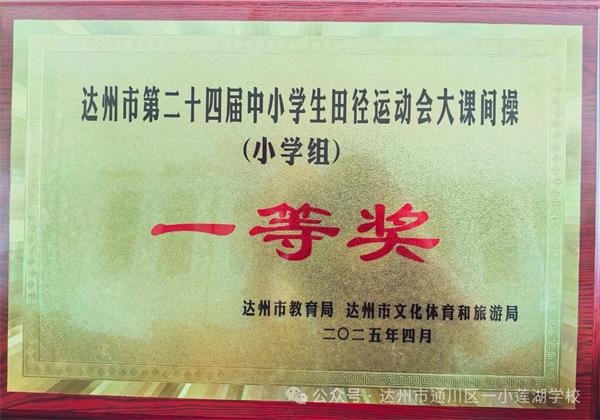 达州市第二十四届中小学生田径运动会大课间操
(小学组)
一等奖
达州市教育局 达州市文化体育和旅游局
二〇二五年四月
公众号·达州市通川区一小莲湖学校